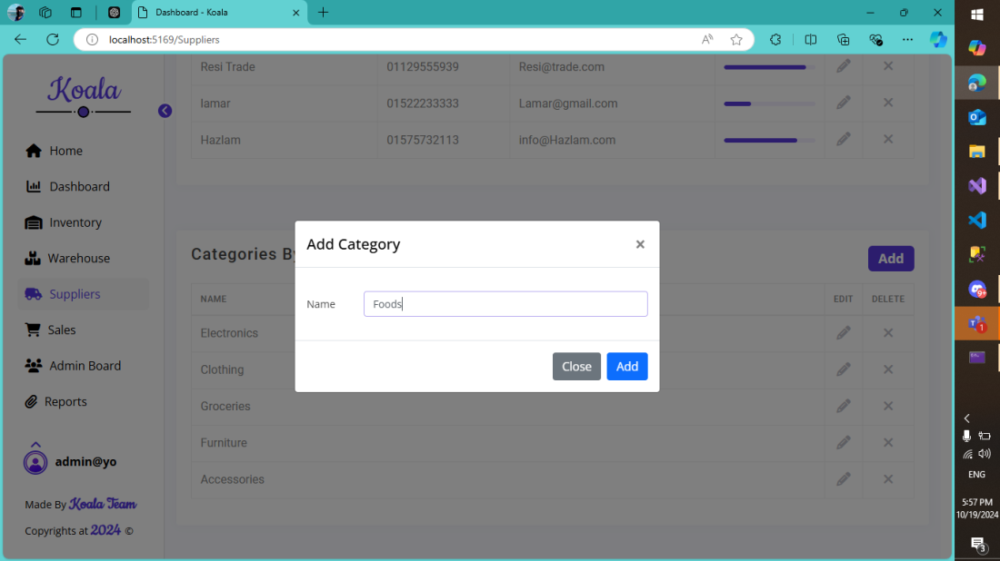 Dashboard - Koala
localhost:5169/Suppliers
Koala
Home
Dashboard
Inventory
Warehouse
Suppliers
Sales
Admin Board
Reports
admin@yo
Made By Koala Team
Copyrights at 2024 ©
Resi Trade 01129555939 Resi@trade.com
lamar 01522233333 Lamar@gmail.com
Hazlam 01575732113 info@Hazlam.com
Categories By
Add
NAME EDIT DELETE
Electronics
Clothing
Groceries
Furniture
Accessories
Add Category ×
Name Foods
Close Add
9+
1
ENG
5:57 PM
10/19/2024
3